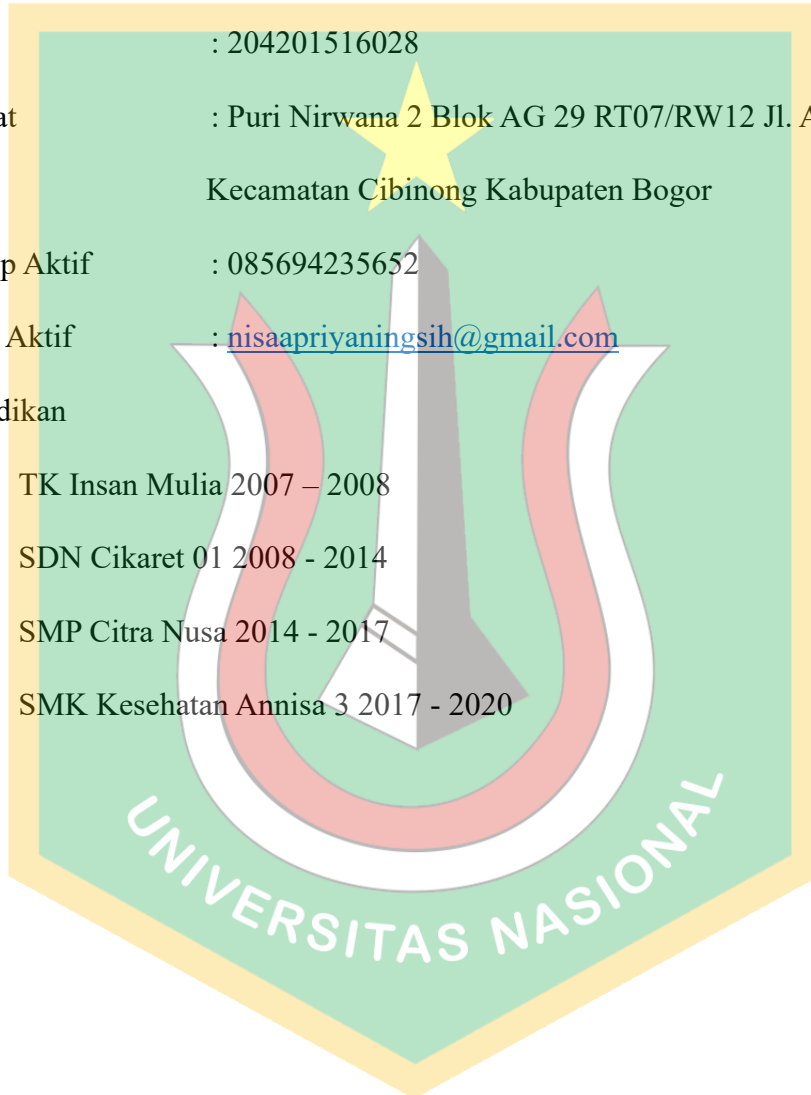 : 204201516028
at : Puri Nirwana 2 Blok AG 29 RT07/RW12 Jl. A
Kecamatan Cibinong Kabupaten Bogor
p Aktif : 085694235652
Aktif : nisaapriyaningsih@gmail.com
dikan
TK Insan Mulia 2007 – 2008
SDN Cikaret 01 2008 - 2014
SMP Citra Nusa 2014 - 2017
SMK Kesehatan Annisa 3 2017 - 2020
UNIVERSITAS NASIONAL